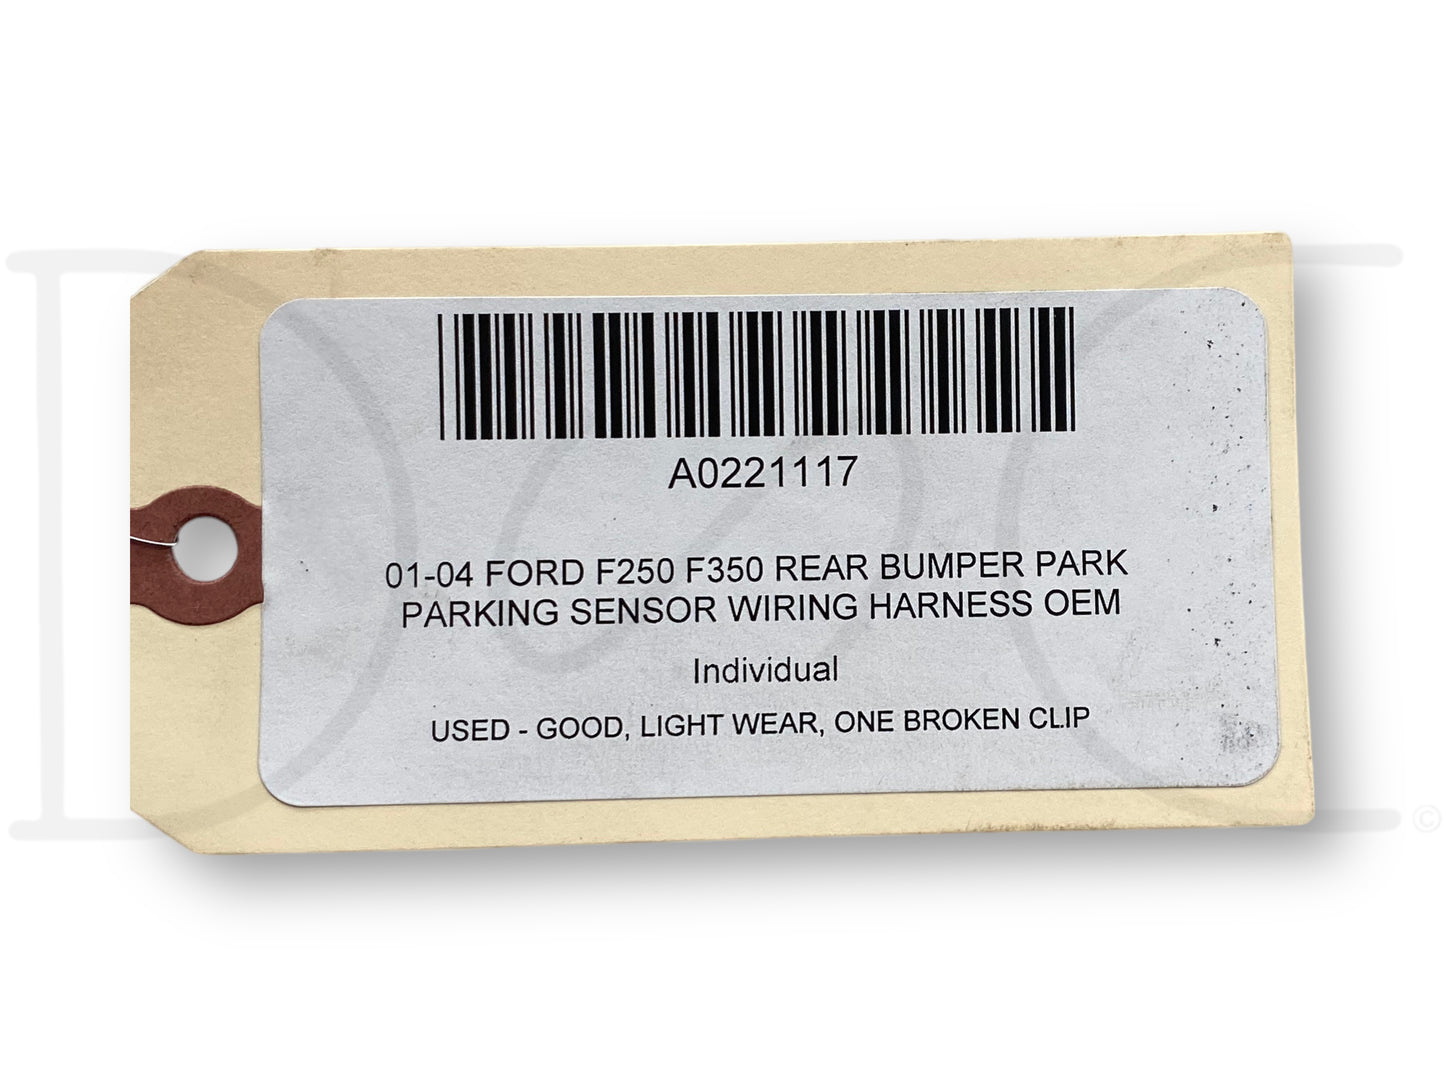 A0221117
01-04 FORD F250 F350 REAR BUMPER PARK
PARKING SENSOR WIRING HARNESS OEM
Individual
USED - GOOD, LIGHT WEAR, ONE BROKEN CLIP
©